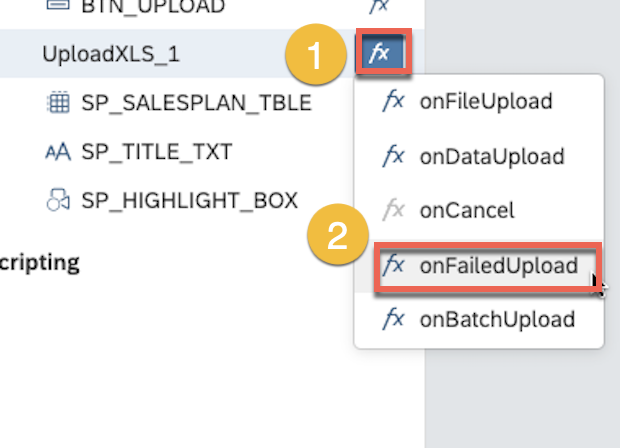 BTN_UPLOAD fx
UploadXLS_1 1 fx
SP_SALESPLAN_TBLE
AA SP_TITLE_TXT
SP_HIGHLIGHT_BOX
cripting
fx onFileUpload
fx onDataUpload
fx onCancel
2
fx onFailedUpload
fx onBatchUpload